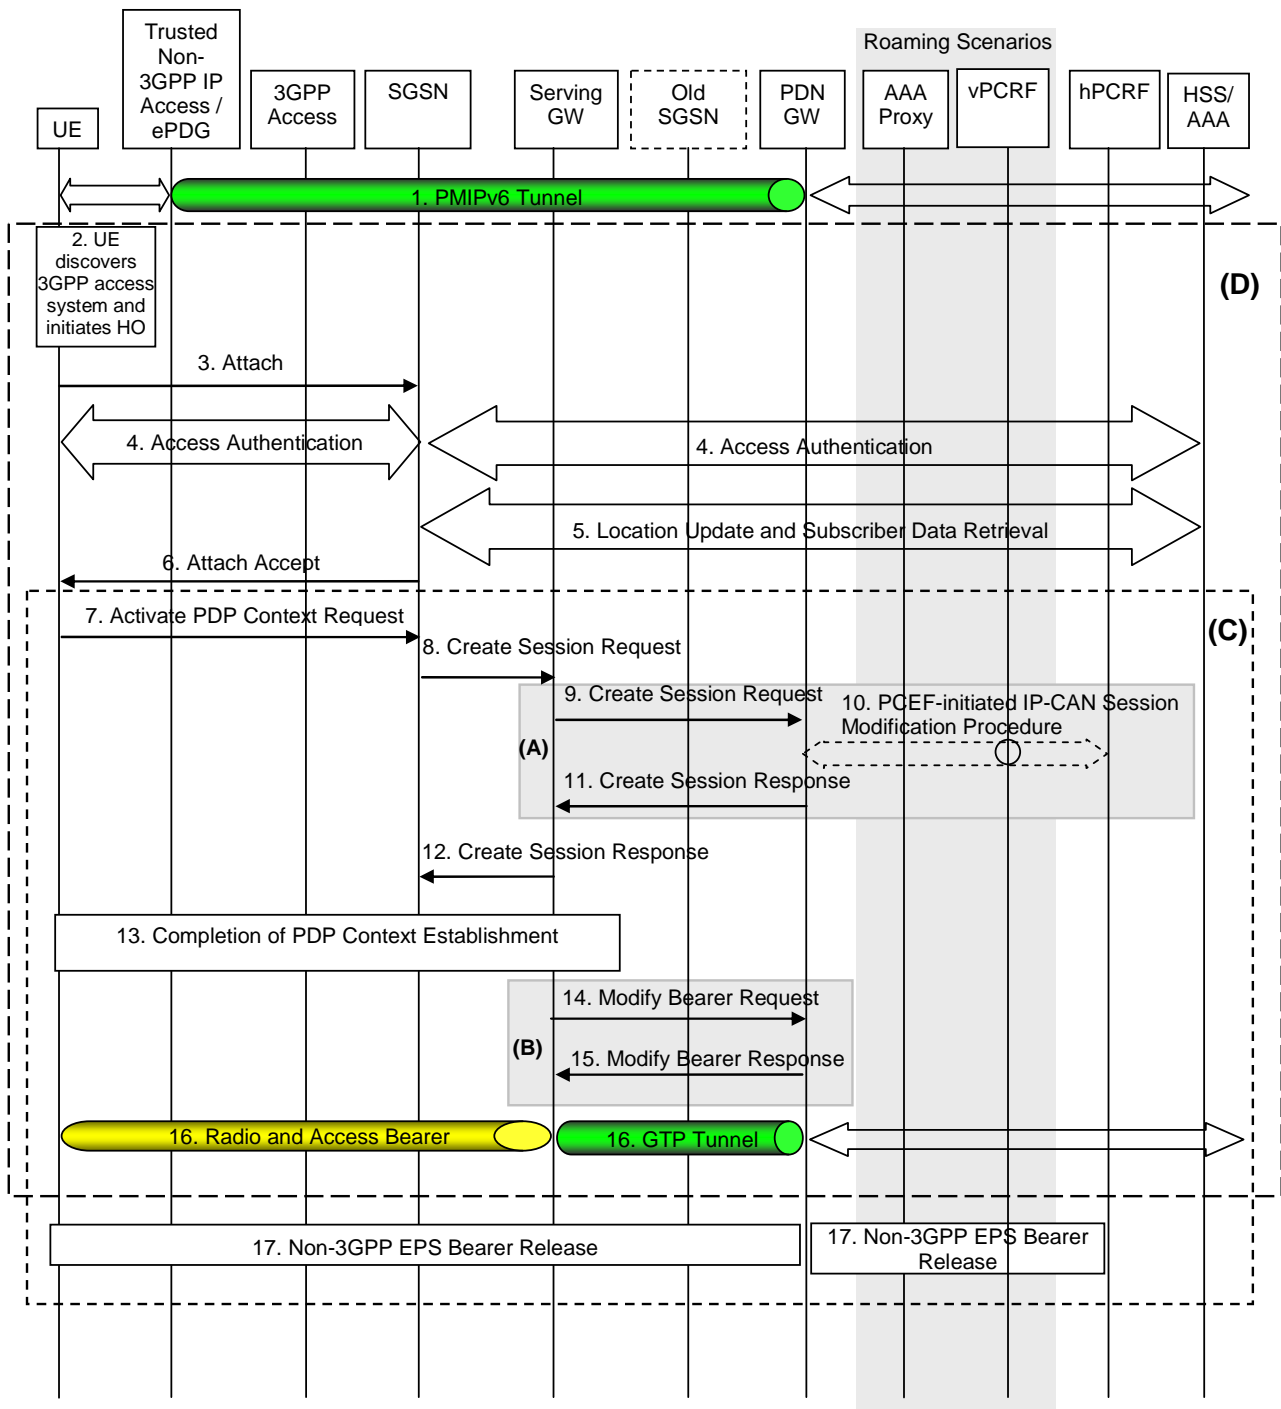 Trusted
Non-
3GPP IP
Access /
ePDG
Roaming Scenarios
UE
3GPP
Access
SGSN
Serving
GW
Old
SGSN
PDN
GW
AAA
Proxy
vPCRF
hPCRF
HSS/
AAA
1. PMIPv6 Tunnel
2. UE
discovers
3GPP access
system and
initiates HO
(D)
3. Attach
4. Access Authentication
4. Access Authentication
5. Location Update and Subscriber Data Retrieval
6. Attach Accept
7. Activate PDP Context Request
(C)
8. Create Session Request
9. Create Session Request
10. PCEF-initiated IP-CAN Session
Modification Procedure
(A)
11. Create Session Response
12. Create Session Response
13. Completion of PDP Context Establishment
14. Modify Bearer Request
(B)
15. Modify Bearer Response
16. Radio and Access Bearer
16. GTP Tunnel
17. Non-3GPP EPS Bearer Release
17. Non-3GPP EPS Bearer
Release